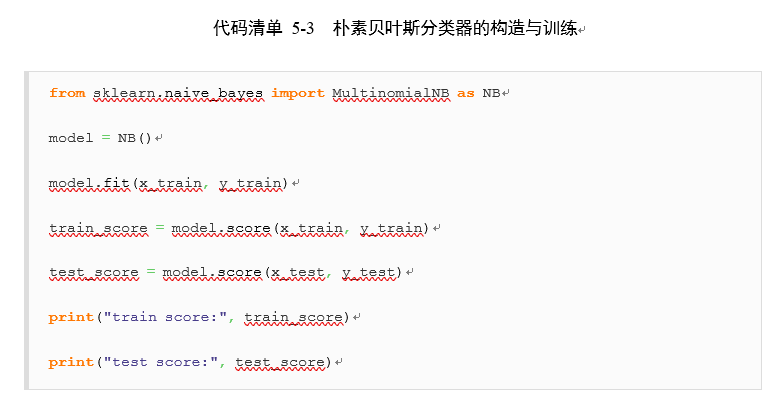 代码清单 5-3 朴素贝叶斯分类器的构造与训练
from sklearn.naive_bayes import MultinomialNB as NB
model = NB()
model.fit(x_train, y_train)
train_score = model.score(x_train, y_train)
test_score = model.score(x_test, y_test)
print("train score:", train_score)
print("test score:", test_score)